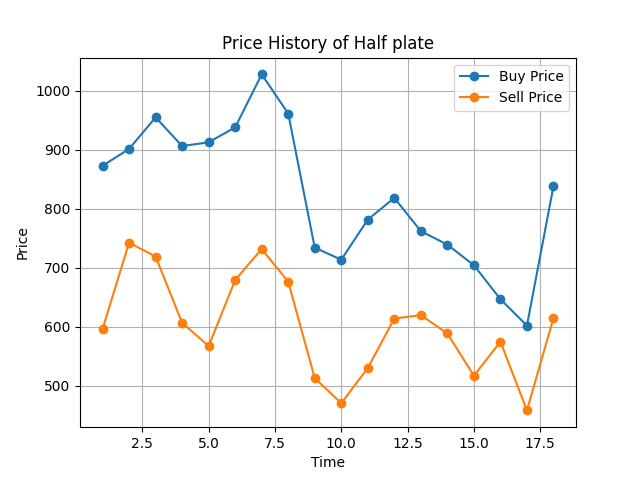 Price History of Half plate
Buy Price
Sell Price
Price
1000
900
800
700
600
500
2.5 5.0 7.5 10.0 12.5 15.0 17.5
Time